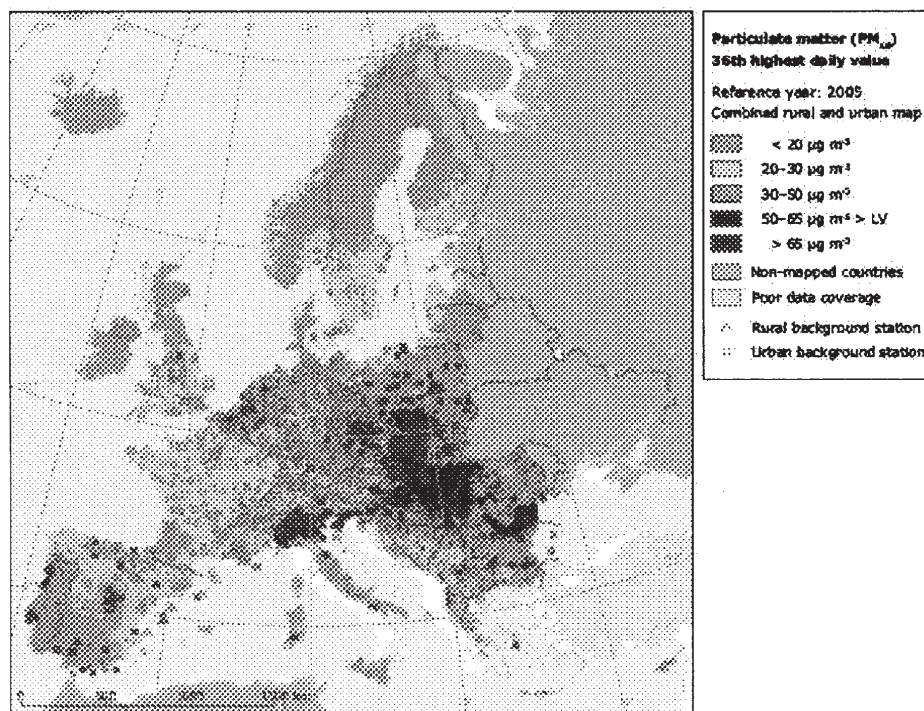 Particulate matter (PM₁₀)
36th highest daily value
Reference year: 2005
Combined rural and urban map
< 20 µg m⁻³
20–30 µg m⁻³
30–50 µg m⁻³
50–65 µg m⁻³ > LV
> 65 µg m⁻³
Non-mapped countries
Poor data coverage
Rural background station
Urban background station
0